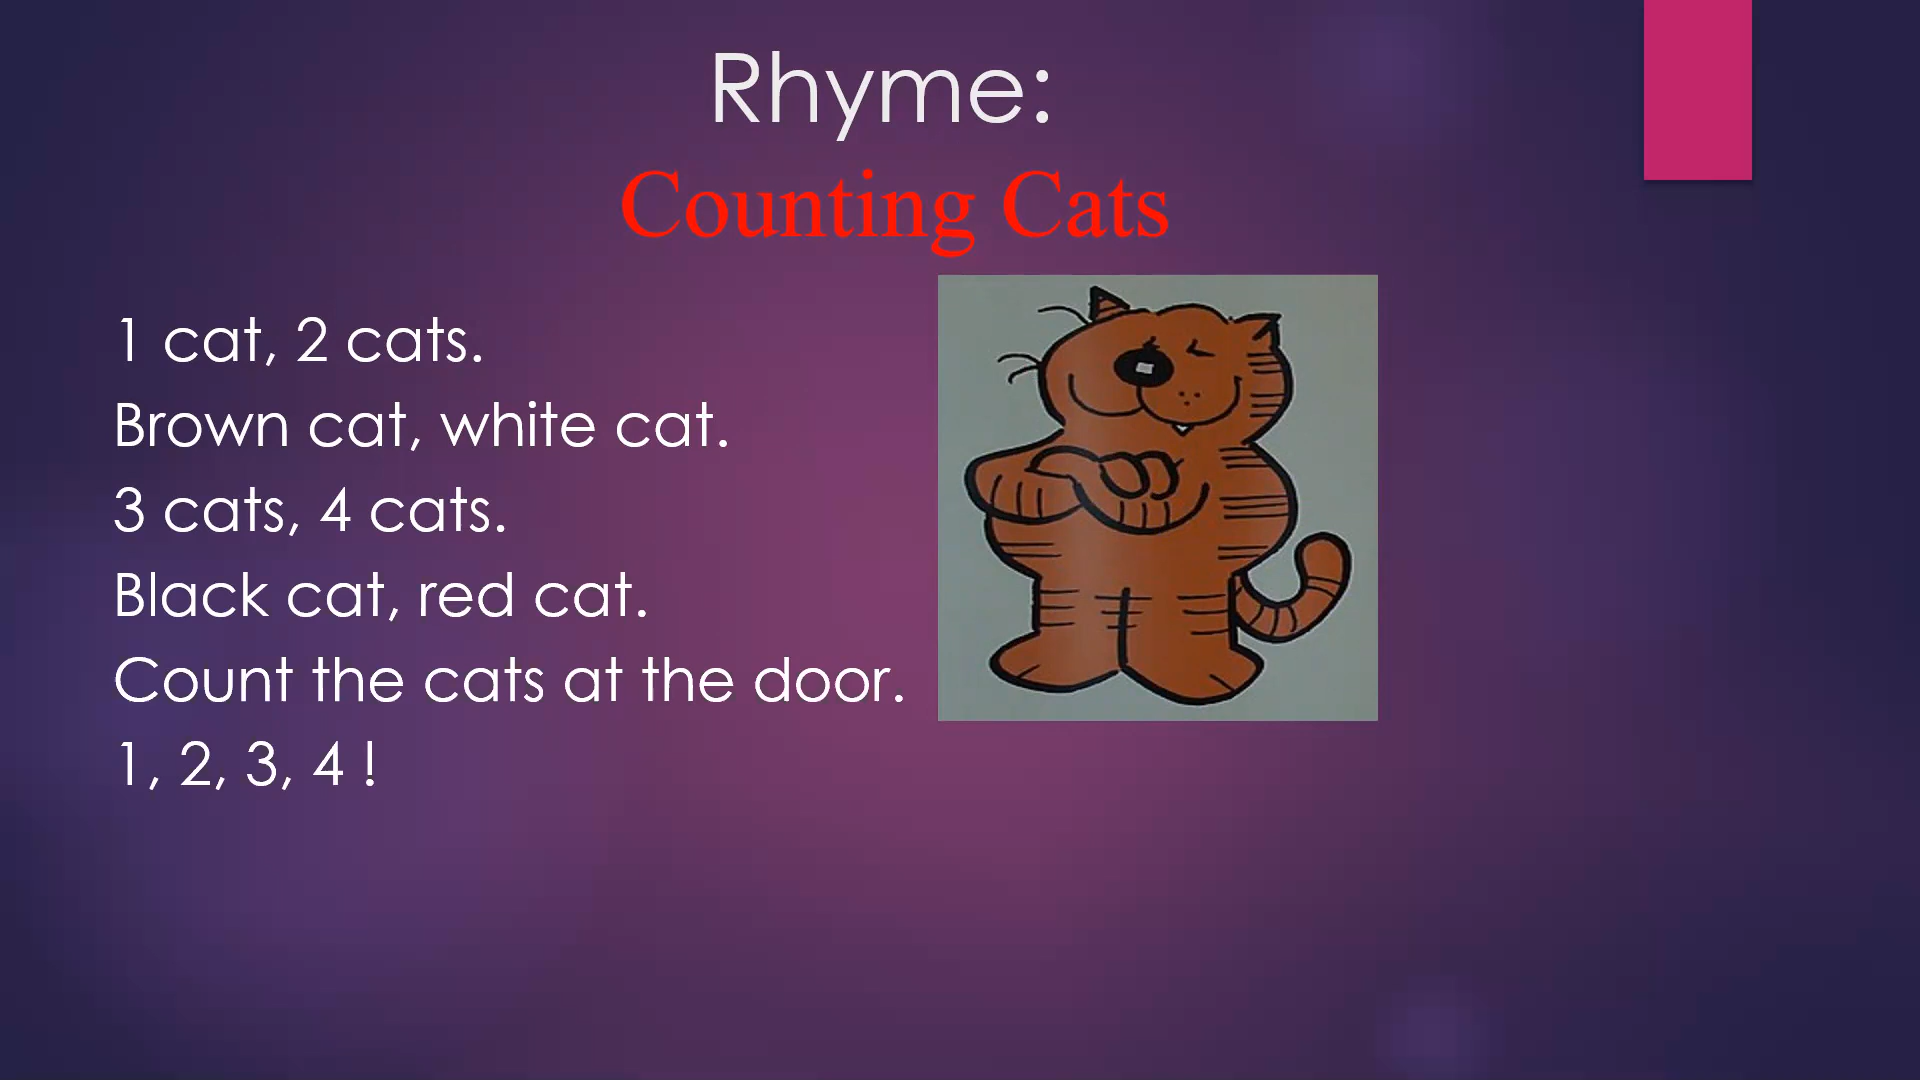 Rhyme:
Counting Cats
1 cat, 2 cats.
Brown cat, white cat.
3 cats, 4 cats.
Black cat, red cat.
Count the cats at the door.
1, 2, 3, 4 !